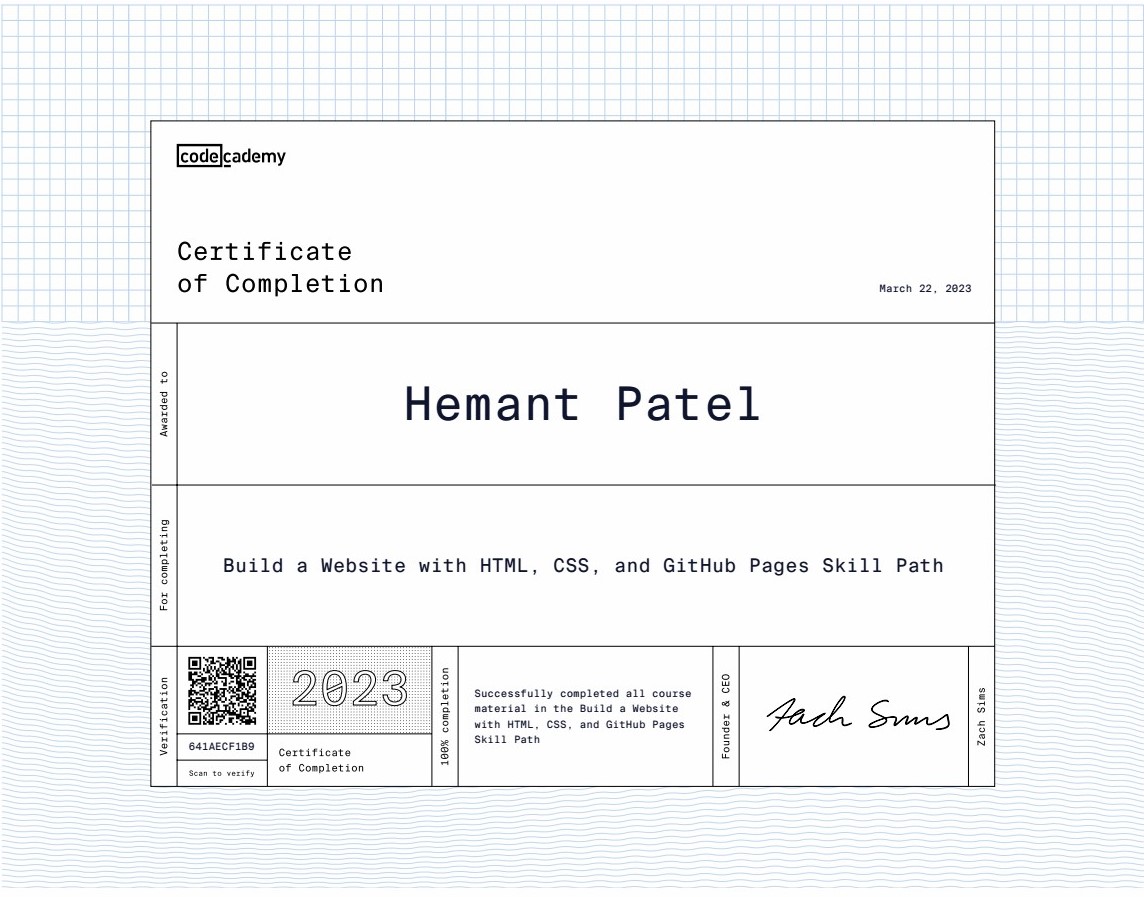 codecademy
Certificate
of Completion
March 22, 2023
Awarded to
Hemant Patel
For completing
Build a Website with HTML, CSS, and GitHub Pages Skill Path
Verification
641AECF1B9
Scan to verify
2023
Certificate
of Completion
100% completion
Successfully completed all course
material in the Build a Website
with HTML, CSS, and GitHub Pages
Skill Path
Founder & CEO
Zach Sims
Zach Sims